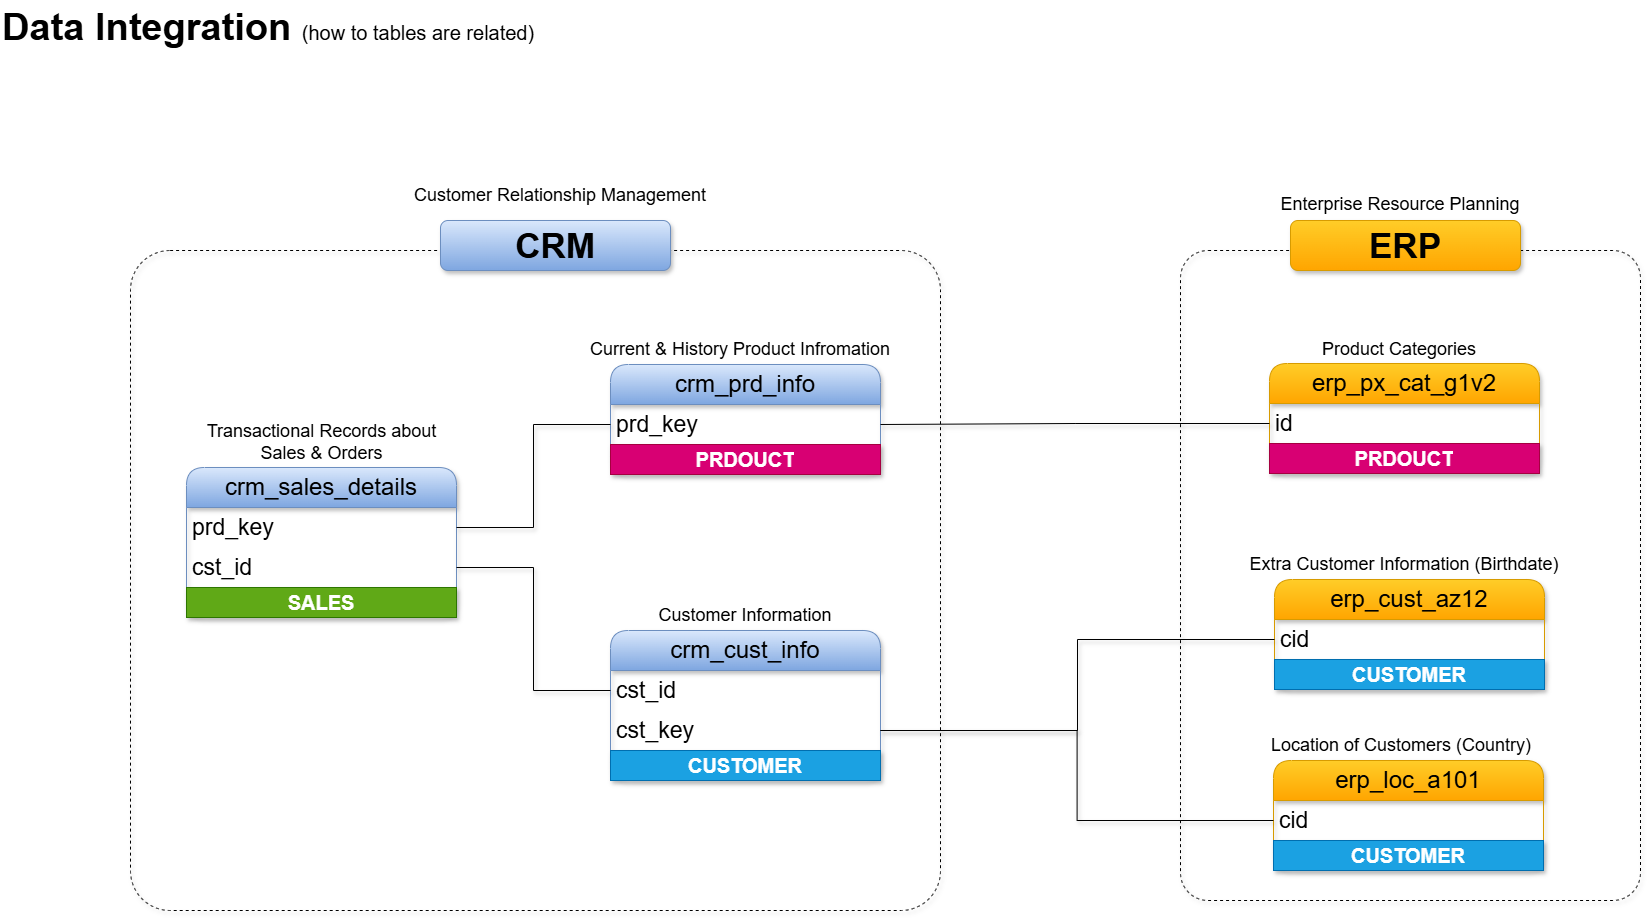 Data Integration (how to tables are related)
Customer Relationship Management
CRM
Enterprise Resource Planning
ERP
Current & History Product Infromation
crm_prd_info
prd_key
PRDOUCT
Product Categories
erp_px_cat_g1v2
id
PRDOUCT
Transactional Records about
Sales & Orders
crm_sales_details
prd_key
cst_id
SALES
Customer Information
crm_cust_info
cst_id
cst_key
CUSTOMER
Extra Customer Information (Birthdate)
erp_cust_az12
cid
CUSTOMER
Location of Customers (Country)
erp_loc_a101
cid
CUSTOMER